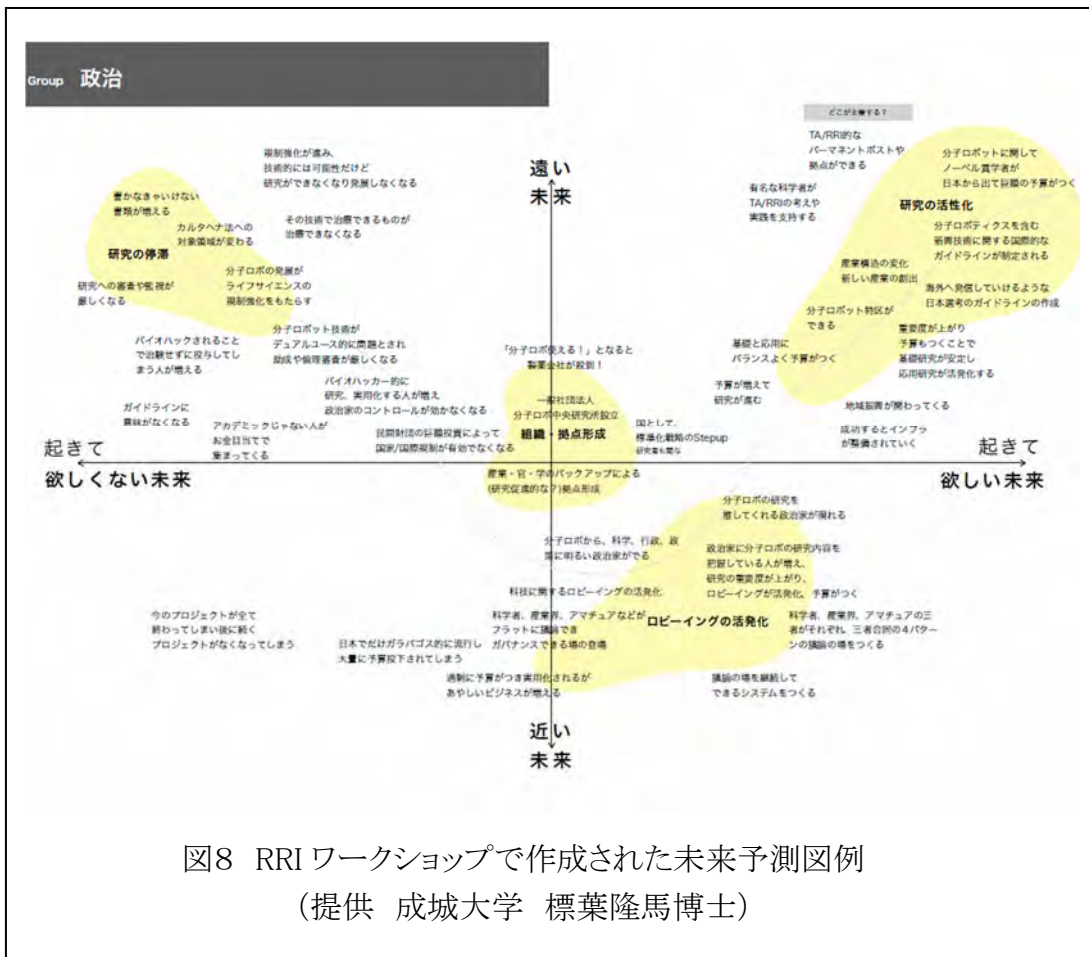 Group 政治
どこが主導する？
TA/RRI的な
パーマネントポストや
拠点ができる
規制強化が進み、
技術的には可能性だけど
研究ができなくなり発展しなくなる
遠い
未来
分子ロボットに関して
ノーベル賞学者が
日本から出て巨額の予算がつく
書かなきゃいけない
書類が増える
有名な科学者が
TA/RRIの考えや
実践を支持する
研究の活性化
その技術で治療できるものが
治療できなくなる
カルタヘナ法への
対象領域が変わる
分子ロボティクスを含む
新興技術に関する国際的な
ガイドラインが制定される
研究の停滞
産業構造の変化
新しい産業の創出
分子ロボの発展が
ライフサイエンスの
規制強化をもたらす
研究への審査や監視が
厳しくなる
海外へ発信していけるような
日本選考のガイドラインの作成
分子ロボット特区が
できる
分子ロボット技術が
デュアルユース的に問題とされ
助成や倫理審査が厳しくなる
重要度が上がり
予算もつくことで
基礎研究が安定し
応用研究が活発化する
バイオハックされること
で治験せずに投与してし
まう人が増える
基礎と応用に
バランスよく予算がつく
「分子ロボ使える！」となると
製薬会社が殺到！
バイオハッカー的に
研究、実用化する人が増え
政治家のコントロールが効かなくなる
予算が増えて
研究が進む
一般社団法人
分子ロボ中央研究所設立
ガイドラインに
意味がなくなる
地域振興が関わってくる
アカデミックじゃない人が
お金目当てで
集まってくる
民間財団の巨額投資によって
国家/国際規制が有効でなくなる
組織・拠点形成
国として、
標準化戦略のStepup
研究者も関与
成功するとインフラ
が整備されていく
起きて
欲しくない未来
起きて
欲しい未来
産業・官・学のバックアップによる
(研究促進的な？)拠点形成
分子ロボの研究を
推してくれる政治家が現れる
分子ロボから、科学、行政、政
策に明るい政治家がでる
政治家に分子ロボの研究内容を
把握している人が増え、
研究の重要度が上がり、
ロビーイングが活発化、予算がつく
科技に関するロビーイングの活発化
今のプロジェクトが全て
終わってしまい後に続く
プロジェクトがなくなってしまう
科学者、産業界、アマチュアなどが
フラットに議論でき
ガバナンスできる場の登場
ロビーイングの活発化
科学者、産業界、アマチュアの三
者がそれぞれ、三者合同の４パター
ンの議論の場をつくる
日本でだけガラパゴス的に流行し
大量に予算投下されてしまう
過剰に予算がつき実用化されるが
あやしいビジネスが増える
議論の場を継続して
できるシステムをつくる
近い
未来
図８ RRIワークショップで作成された未来予測図例
（提供 成城大学 標葉隆馬博士）